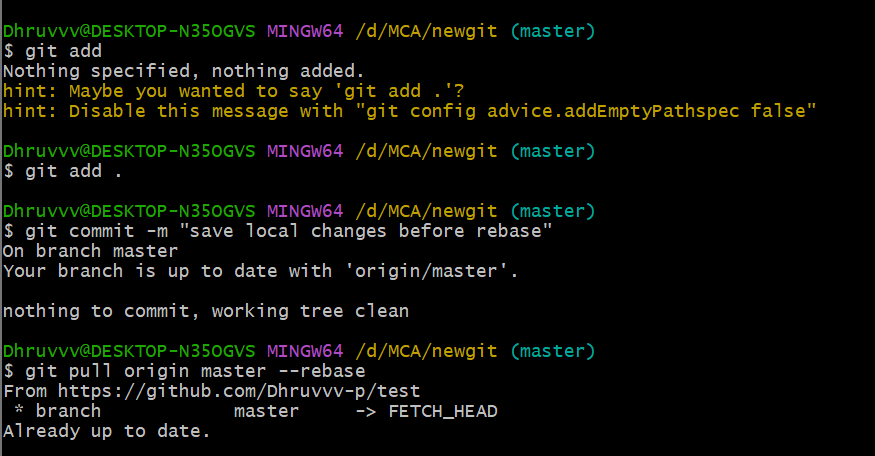 Dhruvvv@DESKTOP-N35OGVS MINGW64 /d/MCA/newgit (master)
$ git add
Nothing specified, nothing added.
hint: Maybe you wanted to say 'git add .'?
hint: Disable this message with "git config advice.addEmptyPathspec false"
Dhruvvv@DESKTOP-N35OGVS MINGW64 /d/MCA/newgit (master)
$ git add .
Dhruvvv@DESKTOP-N35OGVS MINGW64 /d/MCA/newgit (master)
$ git commit -m "save local changes before rebase"
On branch master
Your branch is up to date with 'origin/master'.
nothing to commit, working tree clean
Dhruvvv@DESKTOP-N35OGVS MINGW64 /d/MCA/newgit (master)
$ git pull origin master --rebase
From https://github.com/Dhruvvv-p/test
 * branch            master     -> FETCH_HEAD
Already up to date.